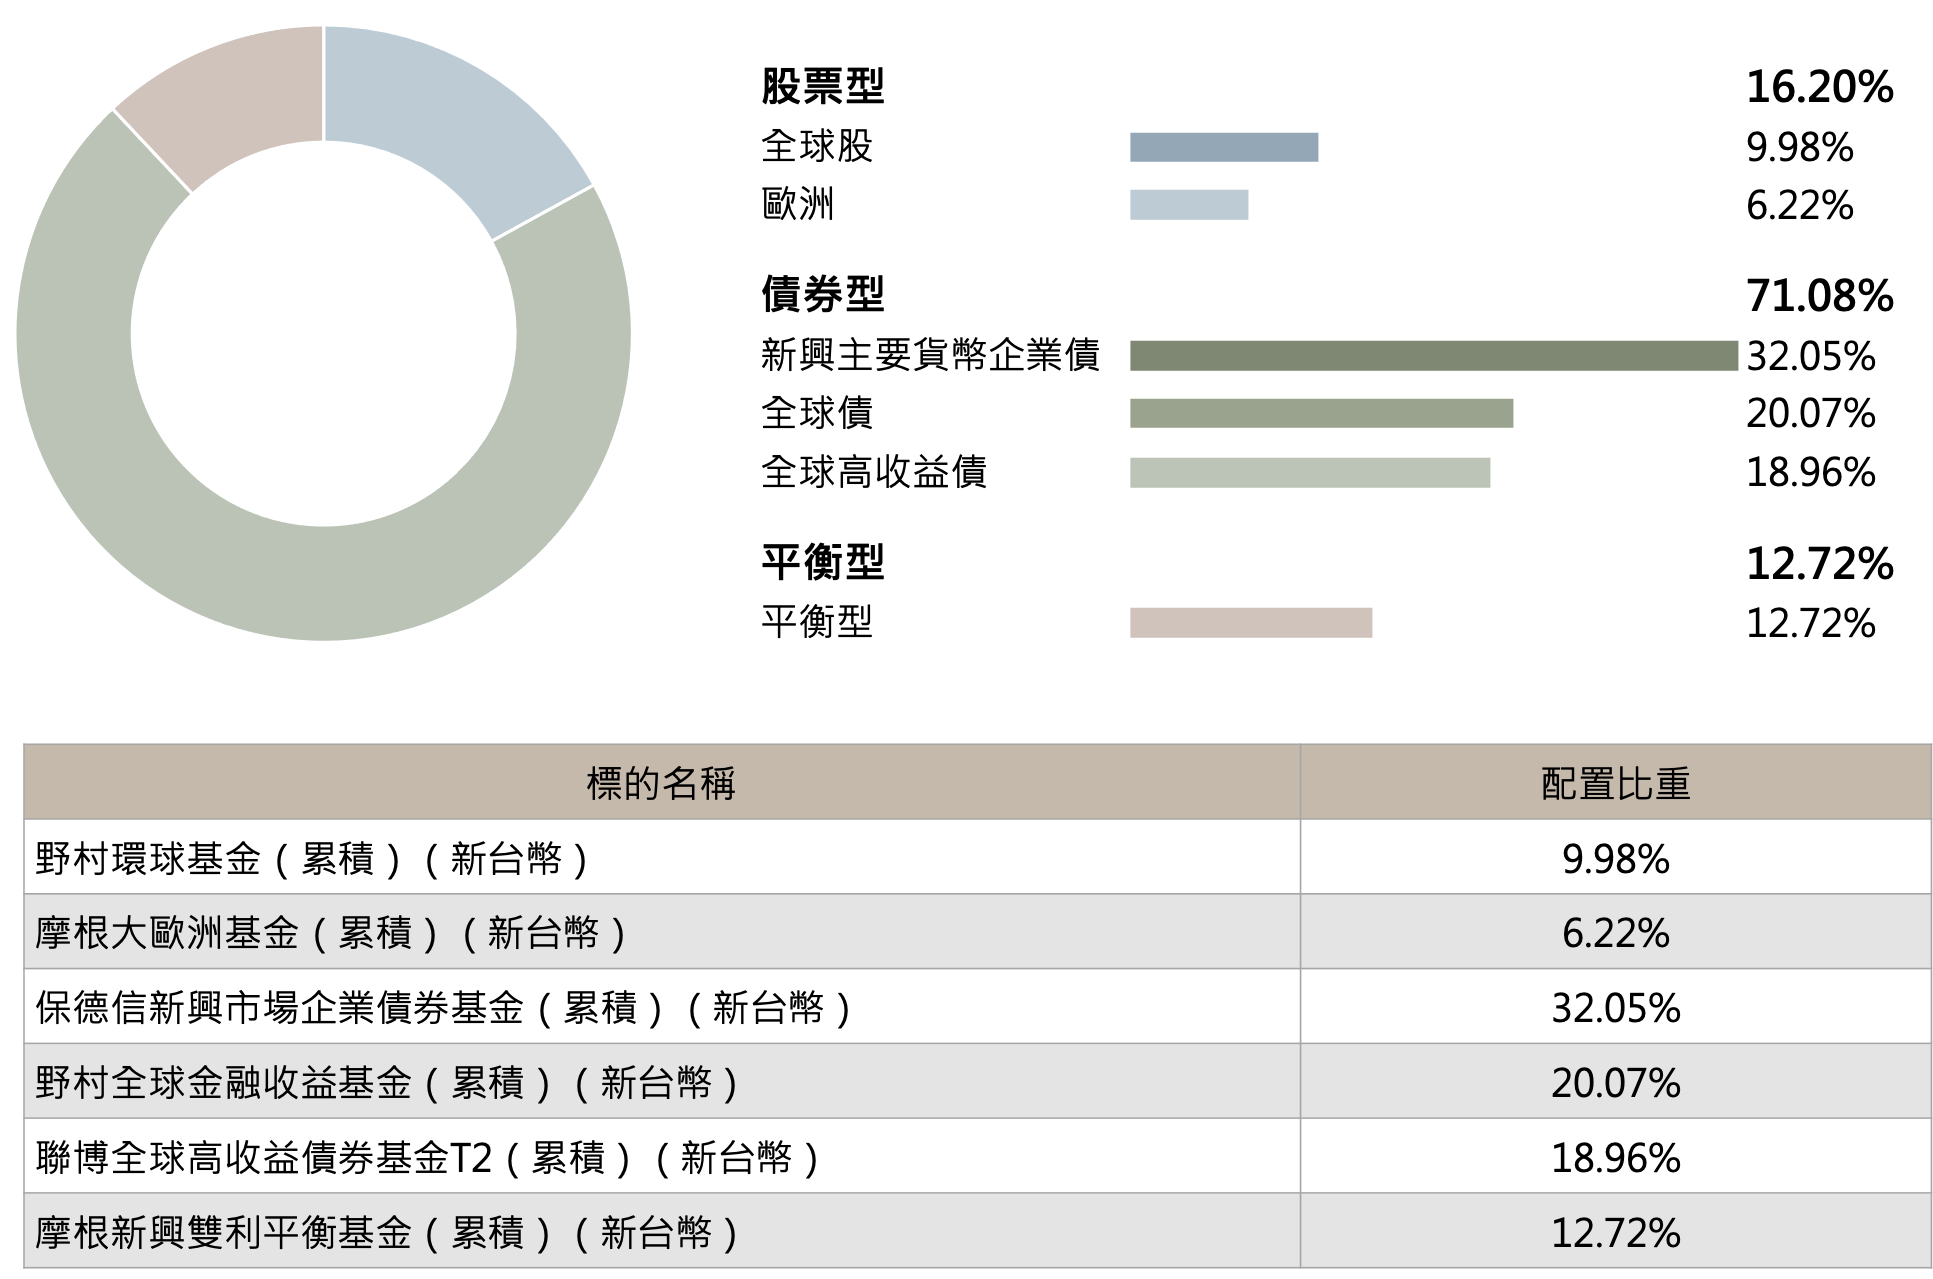 股票型 16.20%
全球股 9.98%
歐洲 6.22%
債券型 71.08%
新興主要貨幣企業債 32.05%
全球債 20.07%
全球高收益債 18.96%
平衡型 12.72%
平衡型 12.72%
標的名稱 配置比重
野村環球基金（累積）（新台幣） 9.98%
摩根大歐洲基金（累積）（新台幣） 6.22%
保德信新興市場企業債券基金（累積）（新台幣） 32.05%
野村全球金融收益基金（累積）（新台幣） 20.07%
聯博全球高收益債券基金T2（累積）（新台幣） 18.96%
摩根新興雙利平衡基金（累積）（新台幣） 12.72%